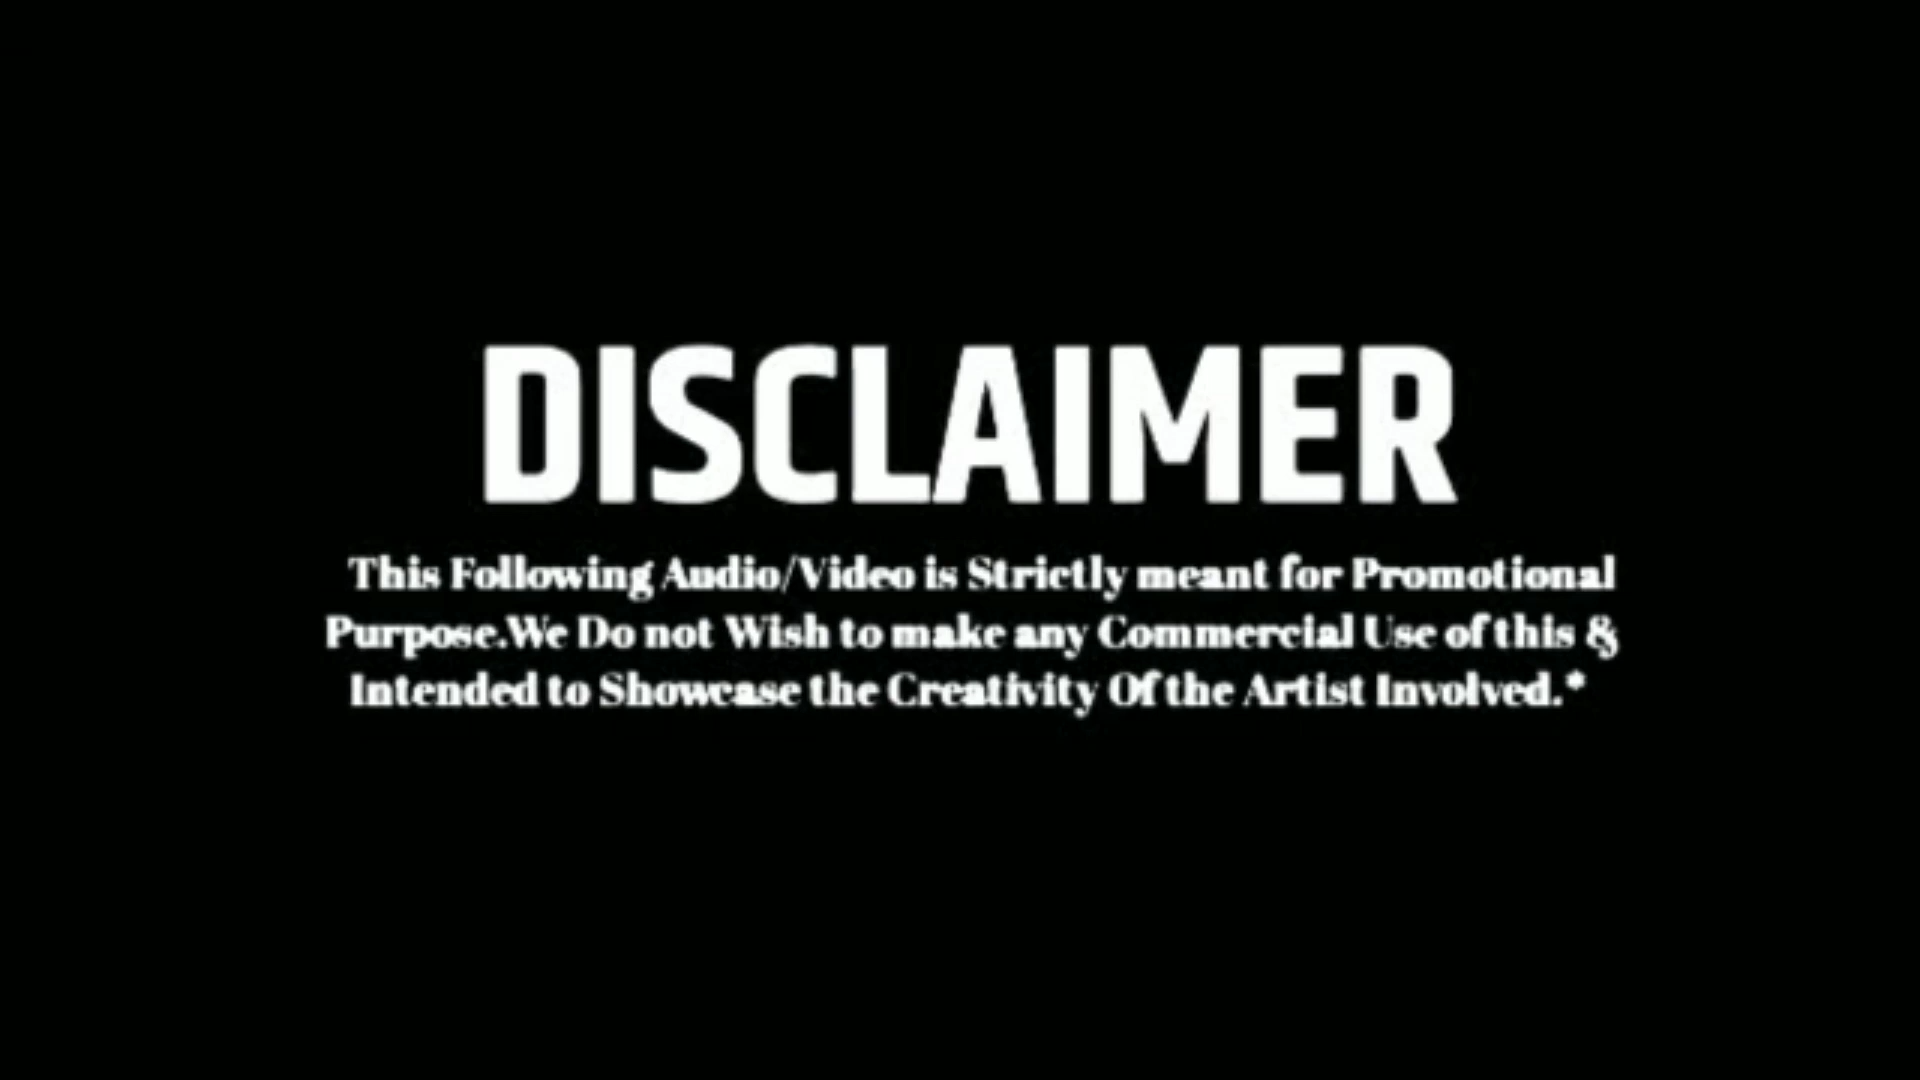 DISCLAIMER
This Following Audio/Video is Strictly meant for Promotional
Purpose.We Do not Wish to make any Commercial Use of this &
Intended to Showcase the Creativity Of the Artist Involved.*